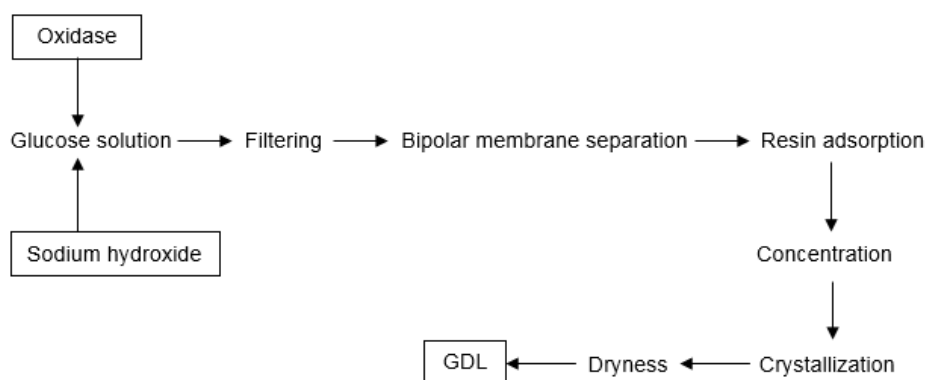 Oxidase
Glucose solution
Filtering
Bipolar membrane separation
Resin adsorption
Sodium hydroxide
Concentration
GDL
Dryness
Crystallization